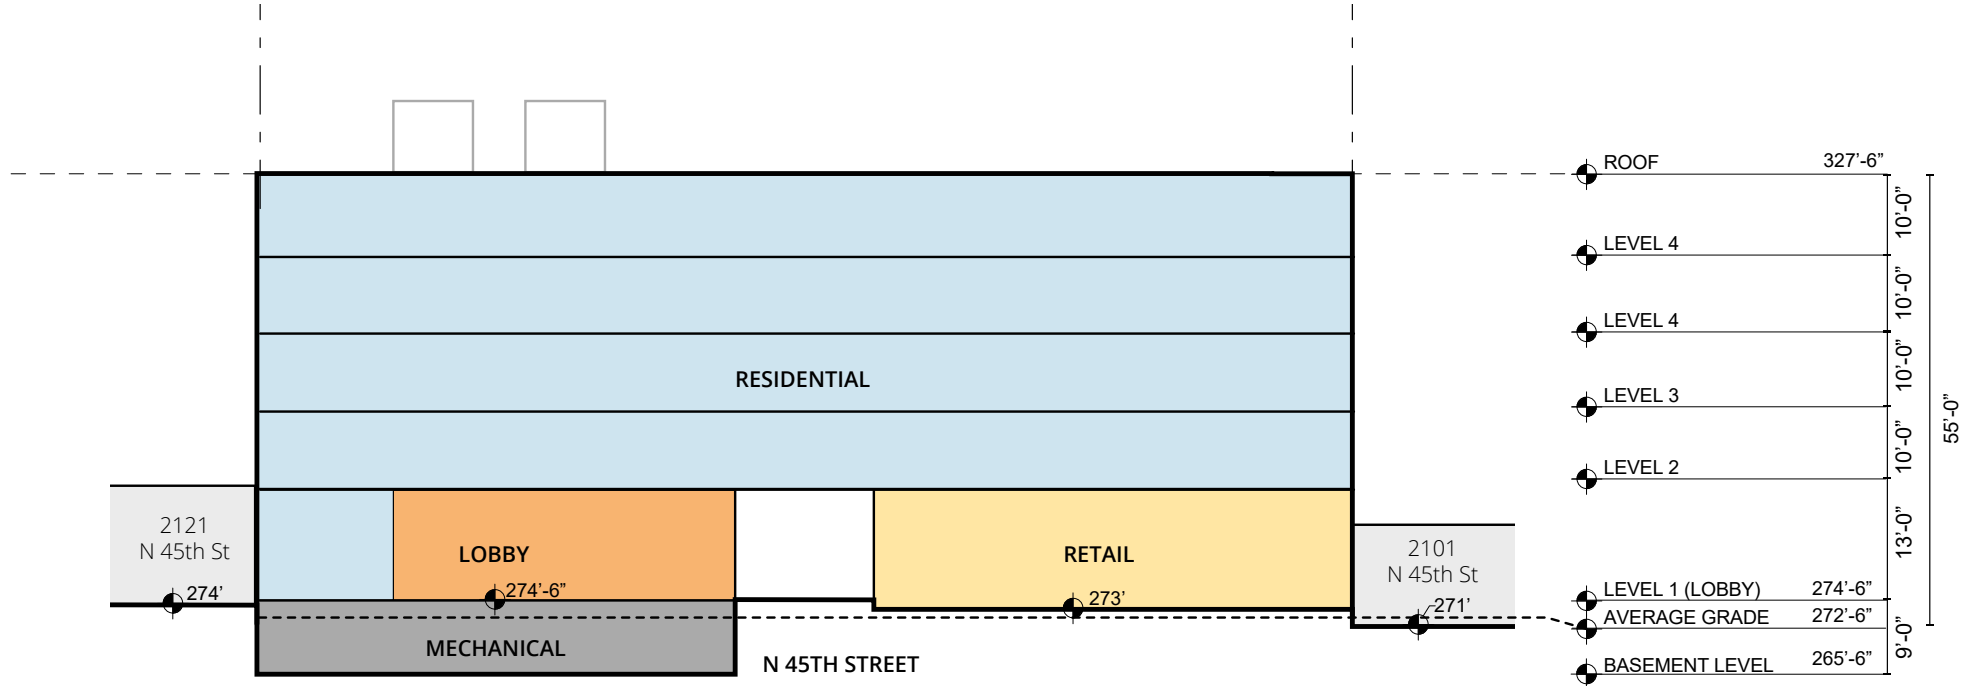 ROOF 327'-6”
10'-0”
LEVEL 4
10'-0”
LEVEL 4
10'-0”
RESIDENTIAL
LEVEL 3
10'-0”
55'-0”
LEVEL 2
13'-0”
2121
N 45th St
LOBBY
RETAIL
2101
N 45th St
274'
274'-6”
273'
271'
LEVEL 1 (LOBBY) 274'-6”
AVERAGE GRADE 272'-6”
9'-0”
MECHANICAL
N 45TH STREET
BASEMENT LEVEL 265'-6”